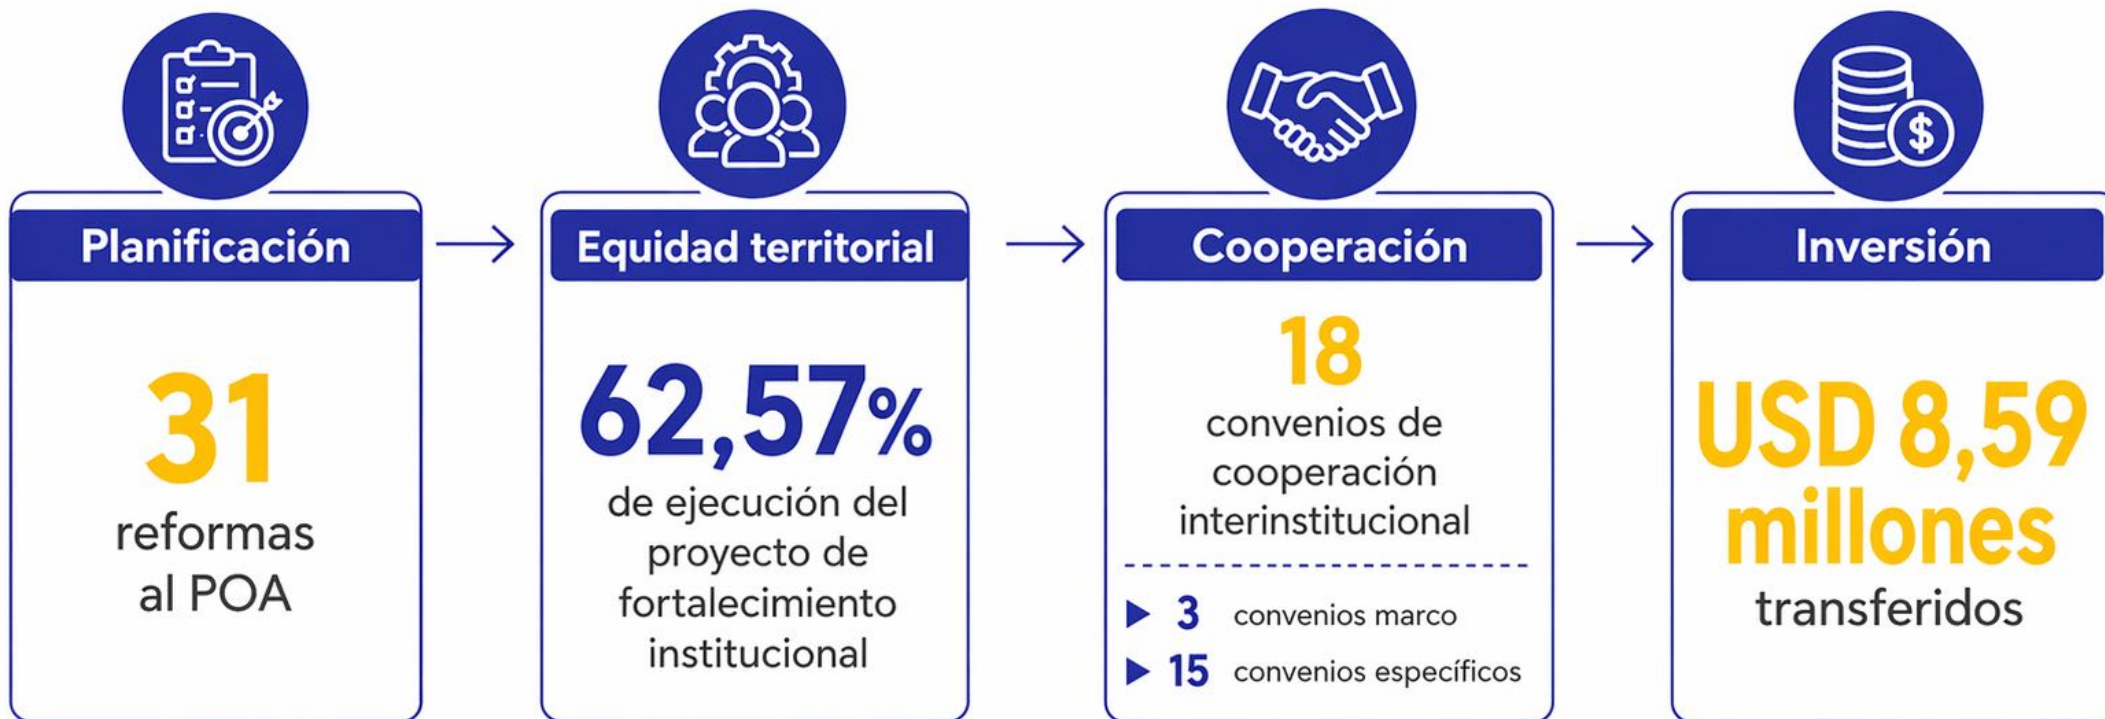 Planificación
31
reformas
al POA
Equidad territorial
62,57%
de ejecución del
proyecto de
fortalecimiento
institucional
Cooperación
18
convenios de
cooperación
interinstitucional
▶ 3 convenios marco
▶ 15 convenios específicos
Inversión
USD 8,59
millones
transferidos